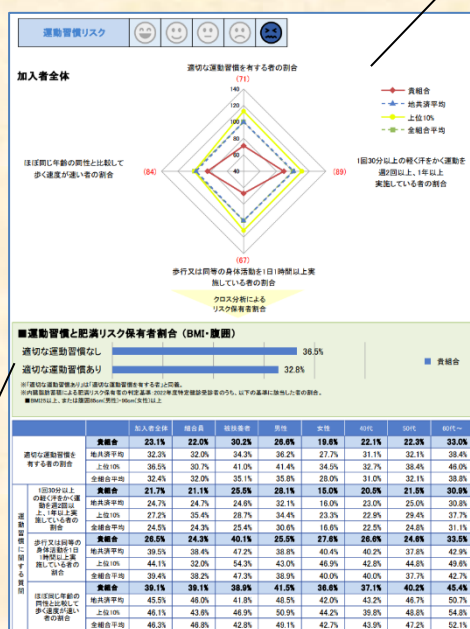 運動習慣リスク
加入者全体
適切な運動習慣を有する者の割合
(71)
140
120
100
80
60
40
貴組合
地共済平均
上位10%
全組合平均
ほぼ同じ年齢の同性と比較して
歩く速度が速い者の割合
(84)
(89)
1回30分以上の軽く汗をかく運動を
週2回以上、1年以上
実施している者の割合
(67)
歩行又は同等の身体活動を1日1時間以上実
施している者の割合
クロス分析による
リスク保有者割合
■運動習慣と肥満リスク保有者割合（BMI・腹囲）
適切な運動習慣なし 36.5%
適切な運動習慣あり 32.8%
貴組合
※「適切な運動習慣あり」は「適切な運動習慣を有する者」と同義。
※内臓脂肪蓄積による肥満リスク保有者の判定基準:2022年度特定健診受診者のうち、以下の基準に該当した者の割合。
■BMI25以上、または腹囲85cm(男性)・90cm(女性)以上
加入者全体 組合員 被扶養者 男性 女性 40代 50代 60代～
適切な運動習慣を
有する者の割合
貴組合 23.1% 22.0% 30.2% 26.6% 19.6% 22.1% 22.3% 33.0%
地共済平均 32.3% 32.0% 34.3% 36.2% 27.7% 31.1% 32.1% 38.4%
上位10% 36.5% 30.7% 41.0% 41.4% 34.5% 32.7% 38.4% 46.0%
全組合平均 32.4% 32.0% 35.1% 35.8% 28.0% 31.0% 32.1% 38.8%
運動習慣に関する質問
1回30分以上
の軽く汗をかく運
動を週2回以
上、1年以上実
施している者の
割合
貴組合 21.7% 21.1% 25.5% 28.1% 15.0% 20.5% 21.5% 30.9%
地共済平均 24.7% 24.7% 24.6% 32.1% 16.0% 23.0% 25.0% 30.8%
上位10% 27.2% 35.4% 28.7% 34.4% 23.3% 22.9% 29.4% 37.7%
全組合平均 24.5% 24.3% 25.4% 30.6% 16.8% 22.5% 24.8% 31.1%
歩行又は同等の
身体活動を1日
1時間以上実
施している者の
割合
貴組合 26.5% 24.3% 40.1% 25.5% 27.6% 26.6% 24.6% 33.5%
地共済平均 39.5% 38.4% 47.2% 38.8% 40.4% 40.2% 37.8% 42.9%
上位10% 44.1% 32.0% 54.3% 43.0% 46.9% 42.8% 44.8% 49.6%
全組合平均 39.4% 38.2% 47.3% 38.9% 40.0% 40.0% 37.7% 42.7%
ほぼ同じ年齢の
同性と比較して
歩く速度が速い
者の割合
貴組合 39.1% 39.1% 38.9% 41.5% 36.6% 37.1% 40.2% 45.4%
地共済平均 45.5% 46.0% 41.8% 48.5% 42.0% 43.2% 46.7% 50.7%
上位10% 46.1% 43.6% 46.9% 50.9% 44.2% 39.8% 48.8% 54.8%
全組合平均 46.3% 46.8% 42.8% 49.1% 42.7% 43.9% 47.2% 52.1%